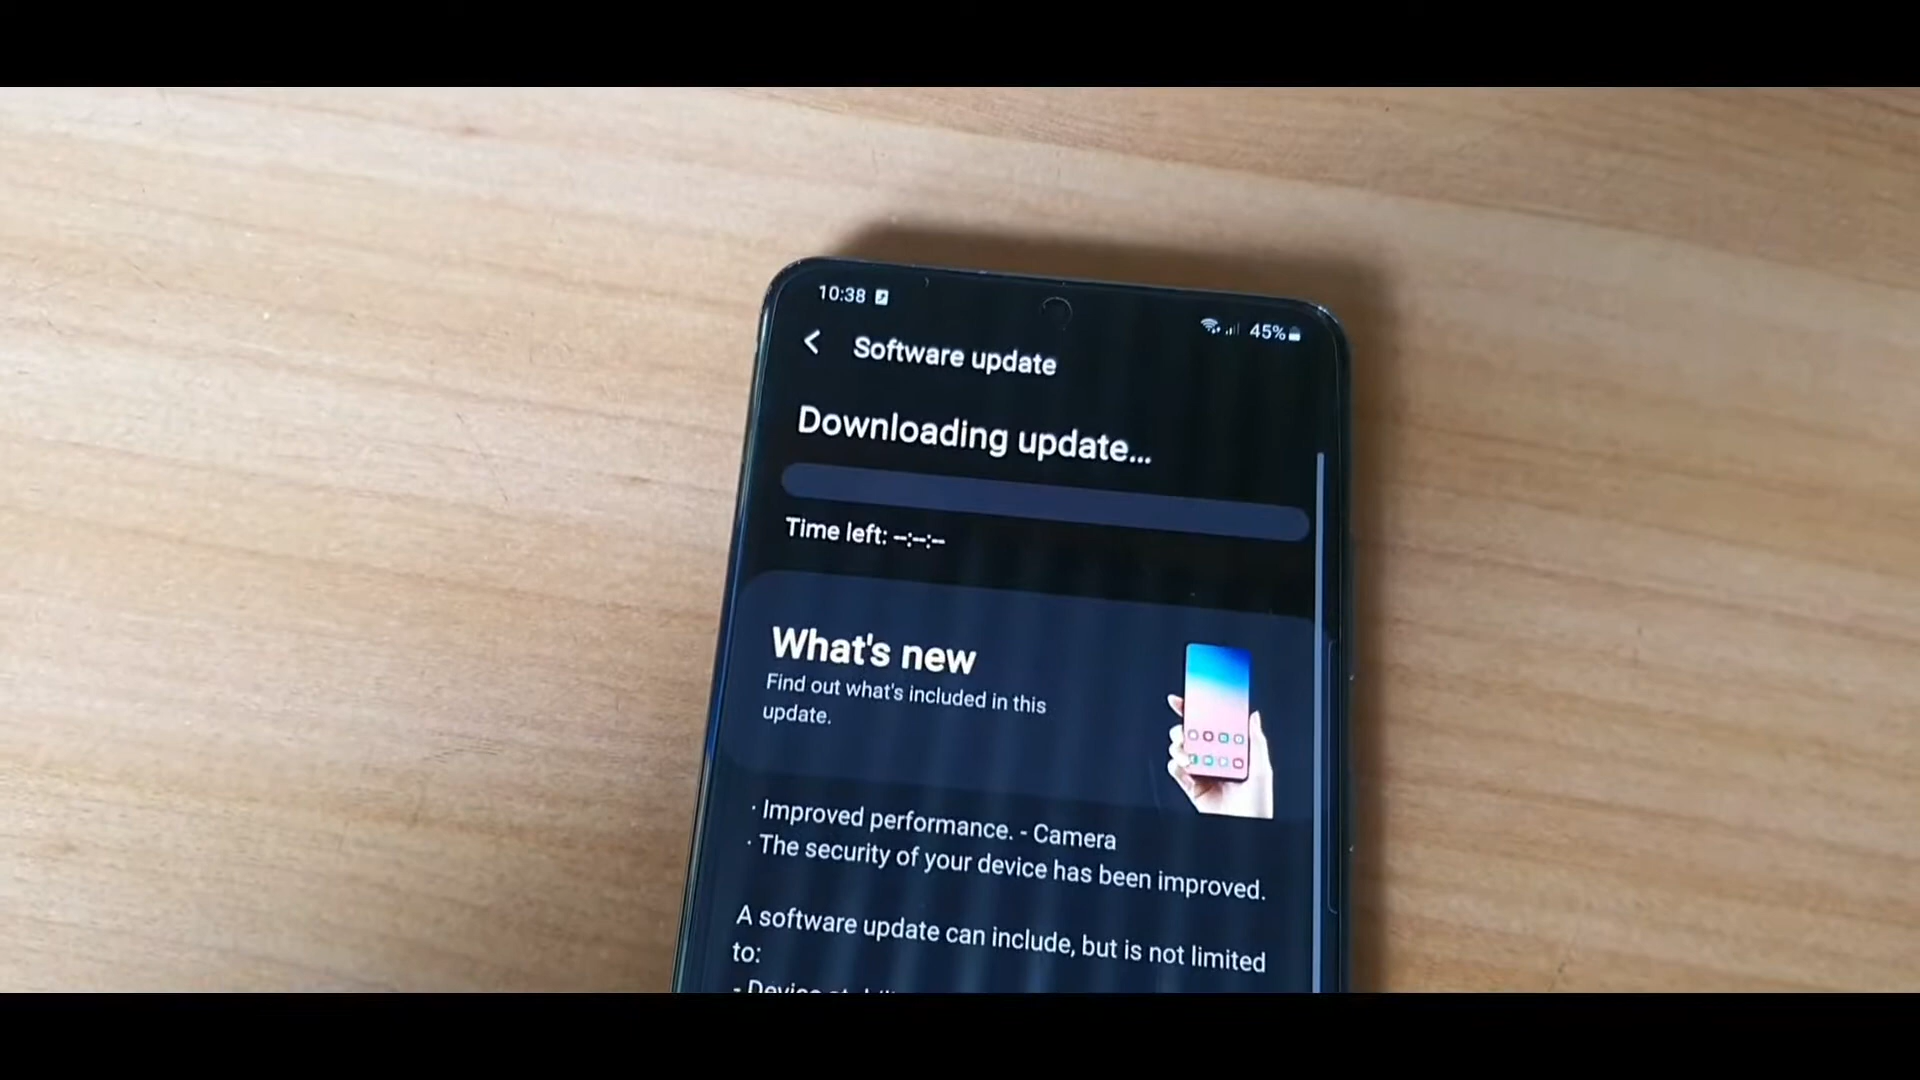 10:38
45%
Software update
Downloading update...
Time left: --:--:--
What's new
Find out what's included in this
update.
· Improved performance. - Camera
· The security of your device has been improved.
A software update can include, but is not limited
to:
- Device